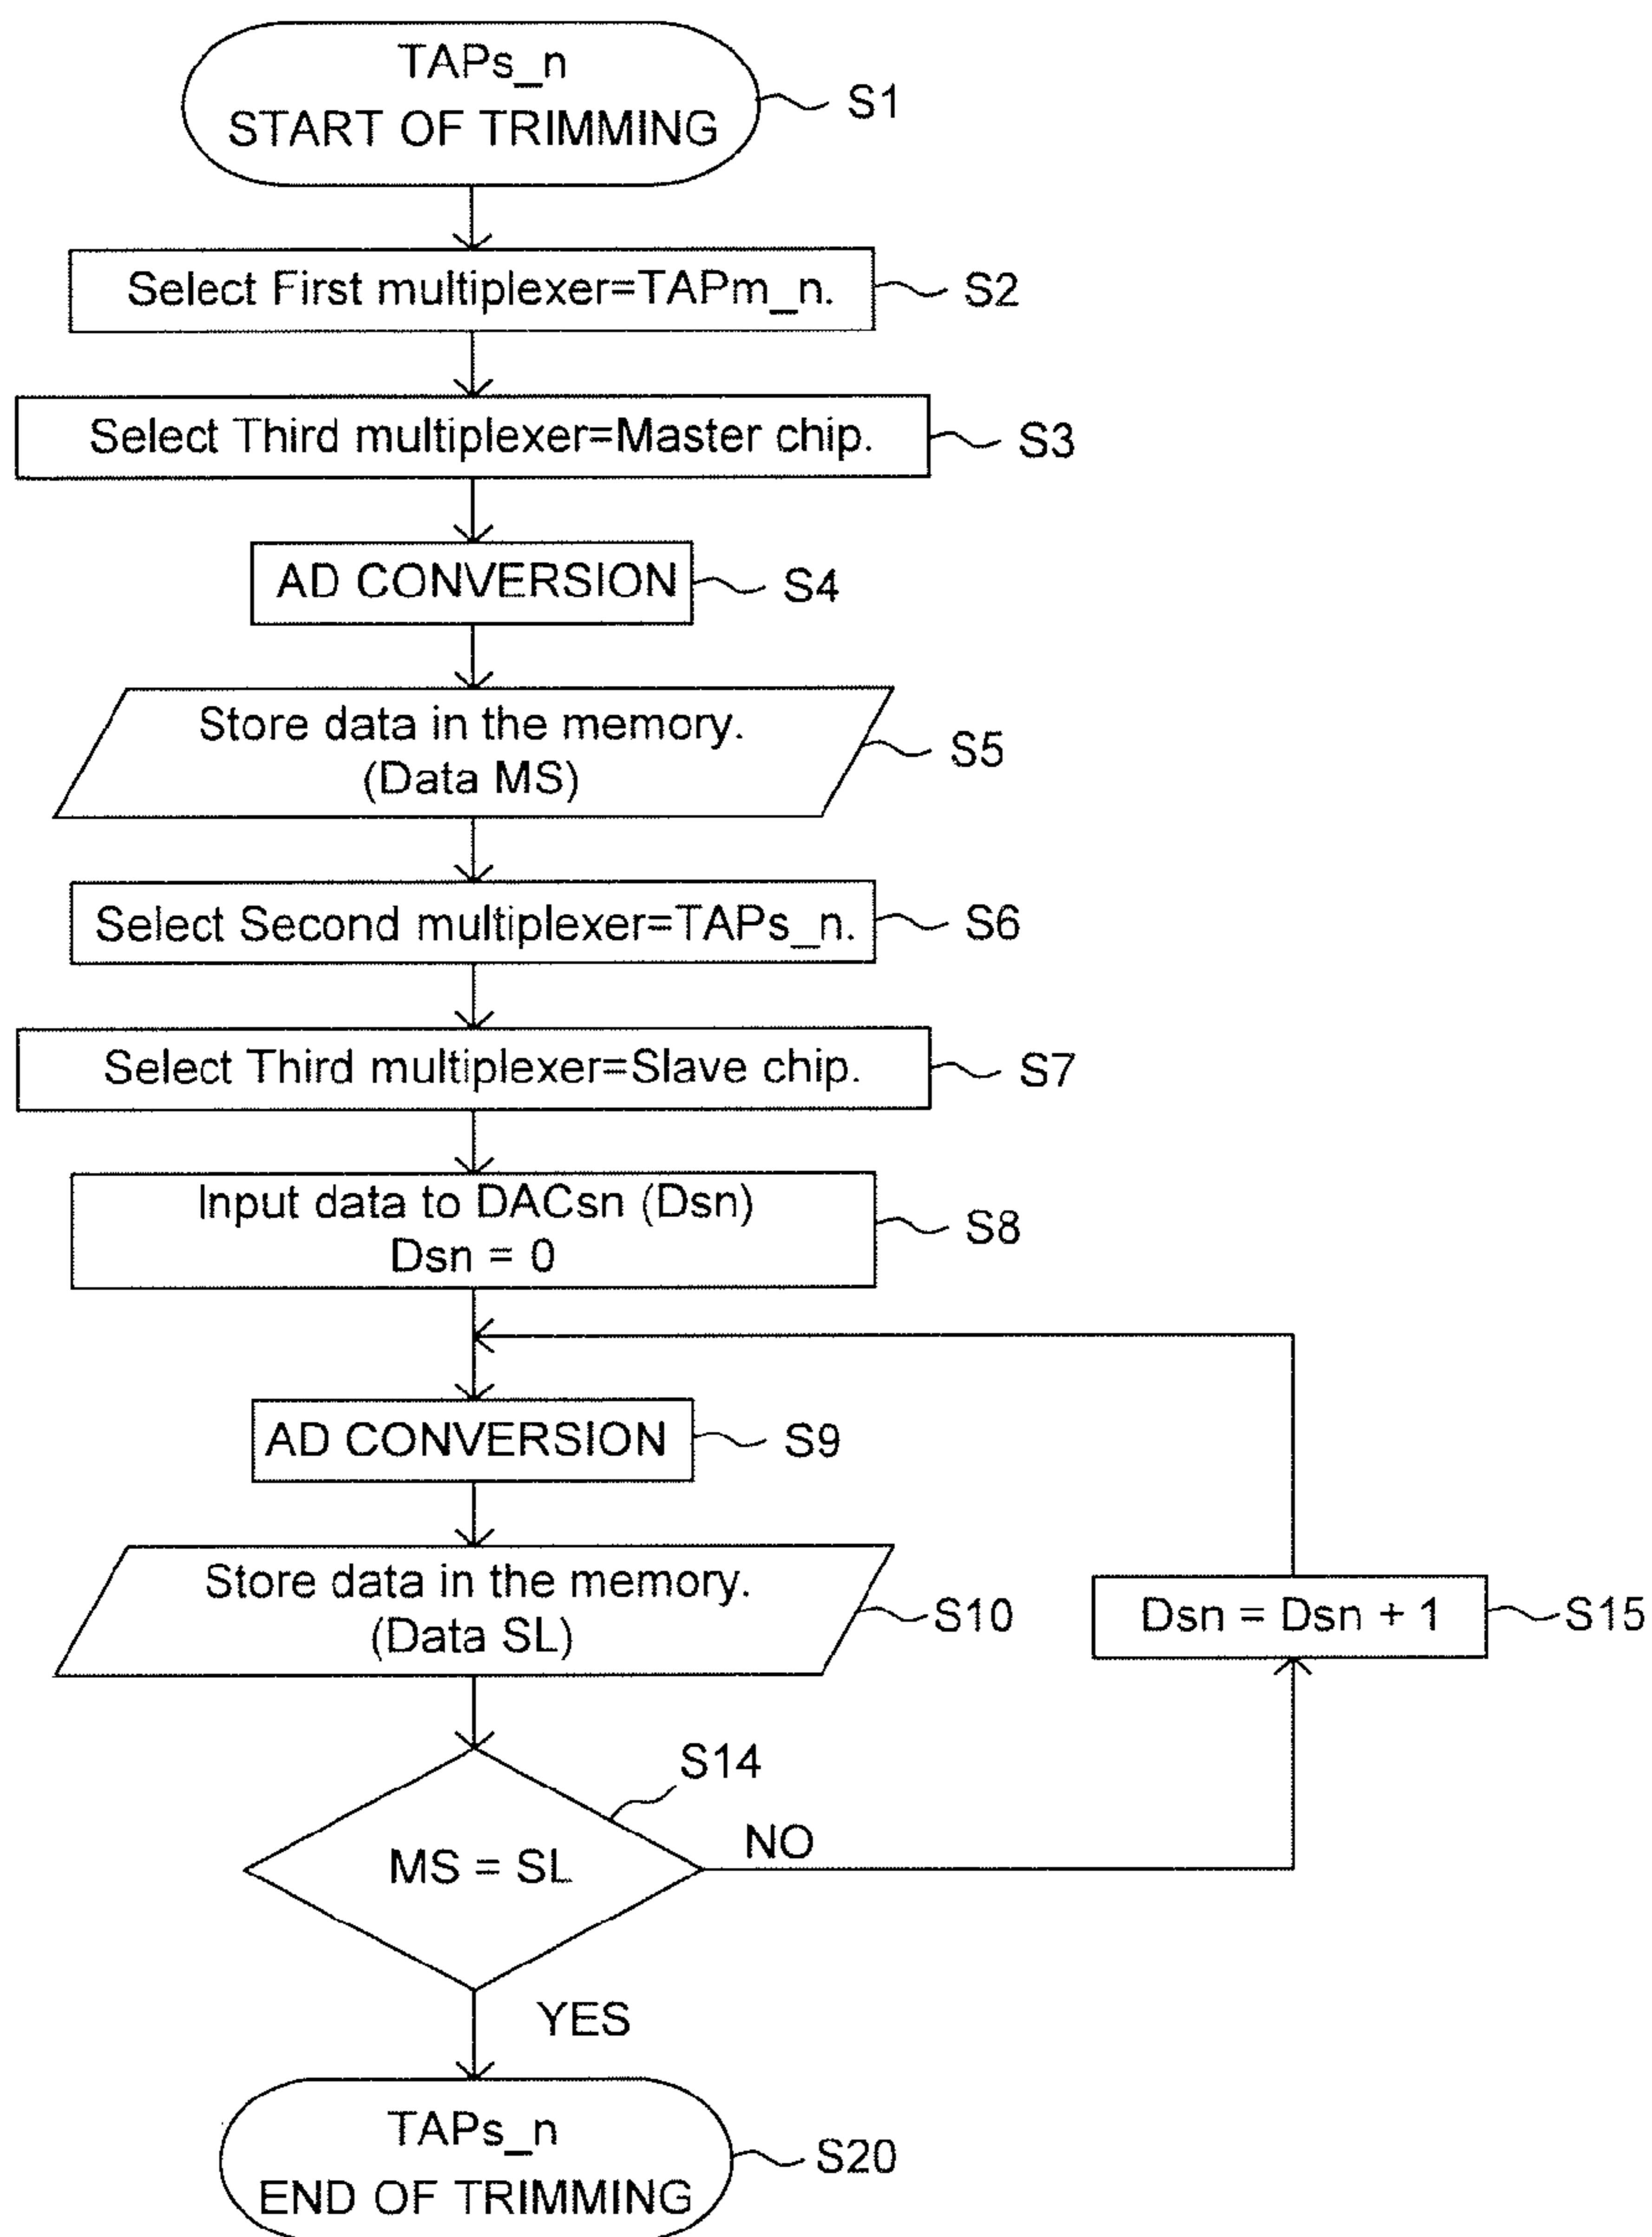 TAPs_n
START OF TRIMMING
S1
Select First multiplexer=TAPm_n.
S2
Select Third multiplexer=Master chip.
S3
AD CONVERSION
S4
Store data in the memory.
(Data MS)
S5
Select Second multiplexer=TAPs_n.
S6
Select Third multiplexer=Slave chip.
S7
Input data to DACsn (Dsn)
Dsn = 0
S8
AD CONVERSION
S9
Store data in the memory.
(Data SL)
S10
Dsn = Dsn + 1
S15
S14
MS = SL
NO
YES
TAPs_n
END OF TRIMMING
S20